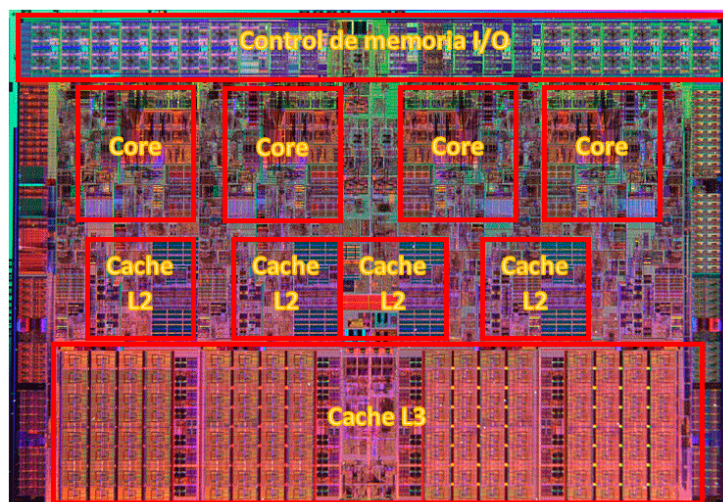 Control de memoria I/O
Core
Core
Core
Core
Cache
L2
Cache
L2
Cache
L2
Cache
L2
Cache L3